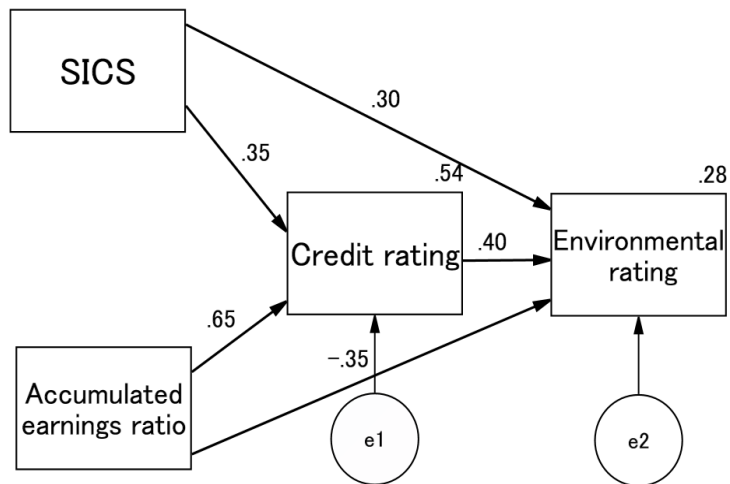 SICS
.30
.35
.54
.28
Credit rating
.40
Environmental
rating
.65
-.35
Accumulated
earnings ratio
e1
e2